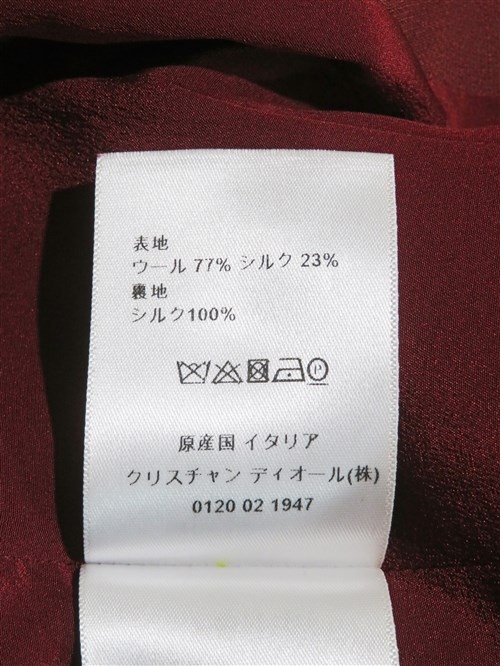 表地
ウール 77% シルク 23%
裏地
シルク100%
P
原産国 イタリア
クリスチャン ディオール(株)
0120 02 1947